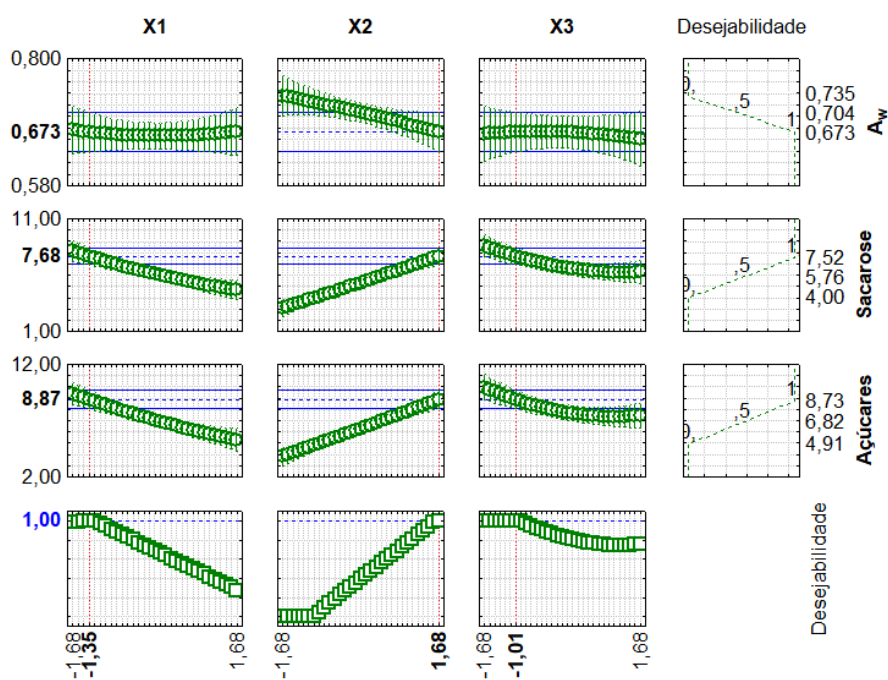 X1 X2 X3 Desejabilidade
0,800
0,673
0,580
0, ,5 1
0,735
0,704
0,673
Aw
11,00
7,68
1,00
0, ,5 1
7,52
5,76
4,00
Sacarose
12,00
8,87
2,00
0, ,5 1
8,73
6,82
4,91
Açúcares
1,00
Desejabilidade
-1,68 -1,35 1,68 -1,68 1,68 -1,68 -1,01 1,68